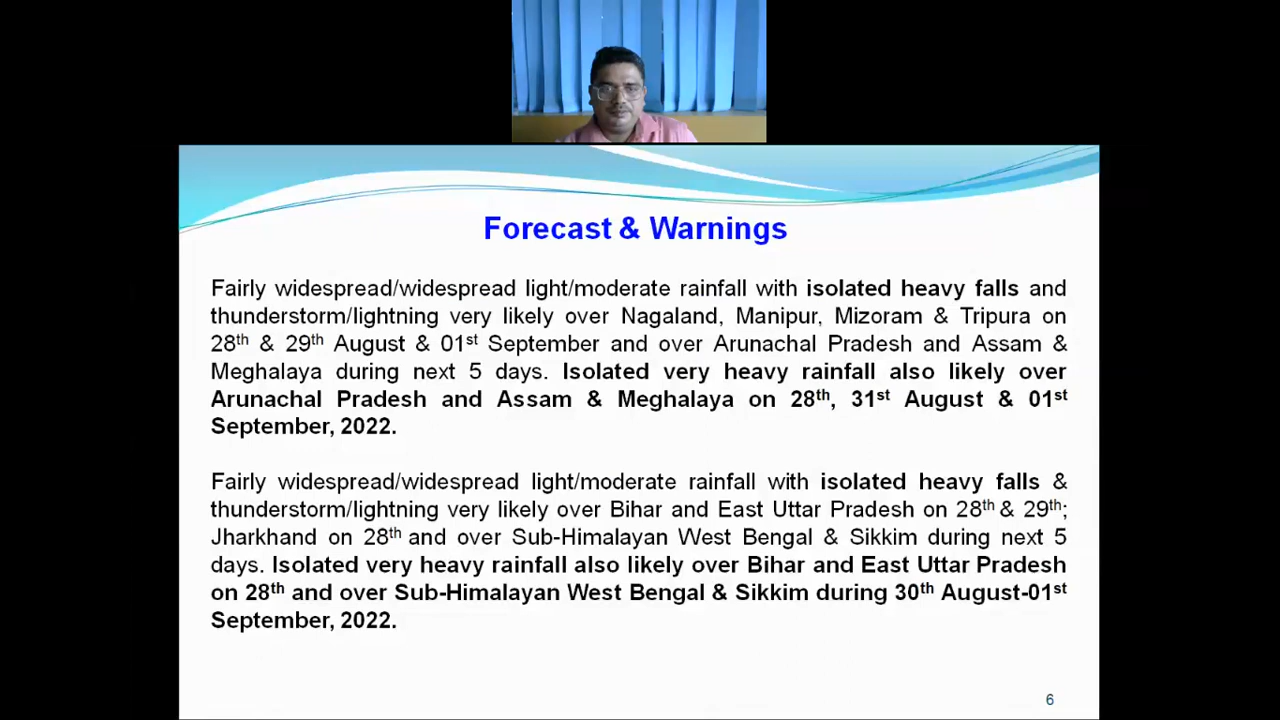 Forecast & Warnings
Fairly widespread/widespread light/moderate rainfall with isolated heavy falls and
thunderstorm/lightning very likely over Nagaland, Manipur, Mizoram & Tripura on
28th & 29th August & 01st September and over Arunachal Pradesh and Assam &
Meghalaya during next 5 days. Isolated very heavy rainfall also likely over
Arunachal Pradesh and Assam & Meghalaya on 28th, 31st August & 01st
September, 2022.
Fairly widespread/widespread light/moderate rainfall with isolated heavy falls &
thunderstorm/lightning very likely over Bihar and East Uttar Pradesh on 28th & 29th;
Jharkhand on 28th and over Sub-Himalayan West Bengal & Sikkim during next 5
days. Isolated very heavy rainfall also likely over Bihar and East Uttar Pradesh
on 28th and over Sub-Himalayan West Bengal & Sikkim during 30th August-01st
September, 2022.
6